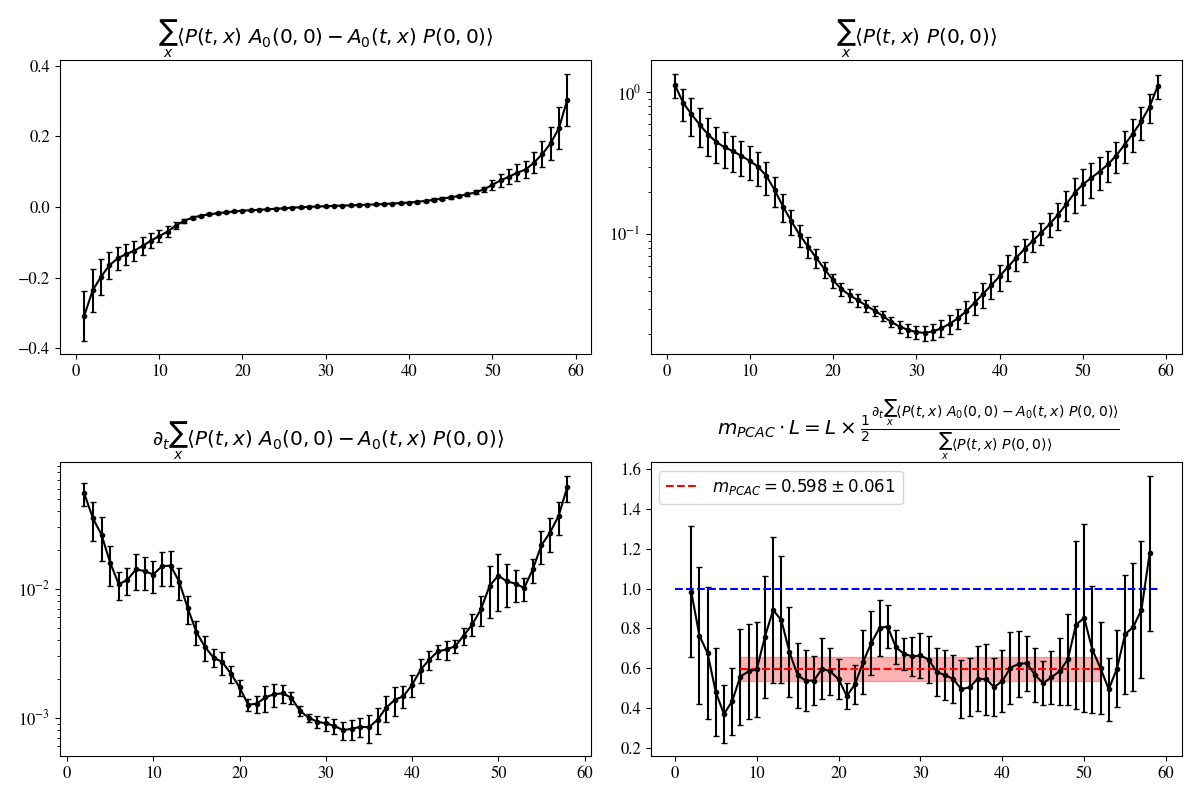 ∑ₓ⟨P(t, x) A₀(0, 0) − A₀(t, x) P(0, 0)⟩
0.4
0.2
0.0
−0.2
−0.4
0 10 20 30 40 50 60
∑ₓ⟨P(t, x) P(0, 0)⟩
10⁰
10⁻¹
0 10 20 30 40 50 60
∂ₜ∑ₓ⟨P(t, x) A₀(0, 0) − A₀(t, x) P(0, 0)⟩
10⁻²
10⁻³
0 10 20 30 40 50 60
m_PCAC · L = L × ½ ∂ₜ∑ₓ⟨P(t, x) A₀(0, 0) − A₀(t, x) P(0, 0)⟩ / ∑ₓ⟨P(t, x) P(0, 0)⟩
m_PCAC = 0.598 ± 0.061
1.6
1.4
1.2
1.0
0.8
0.6
0.4
0.2
0 10 20 30 40 50 60